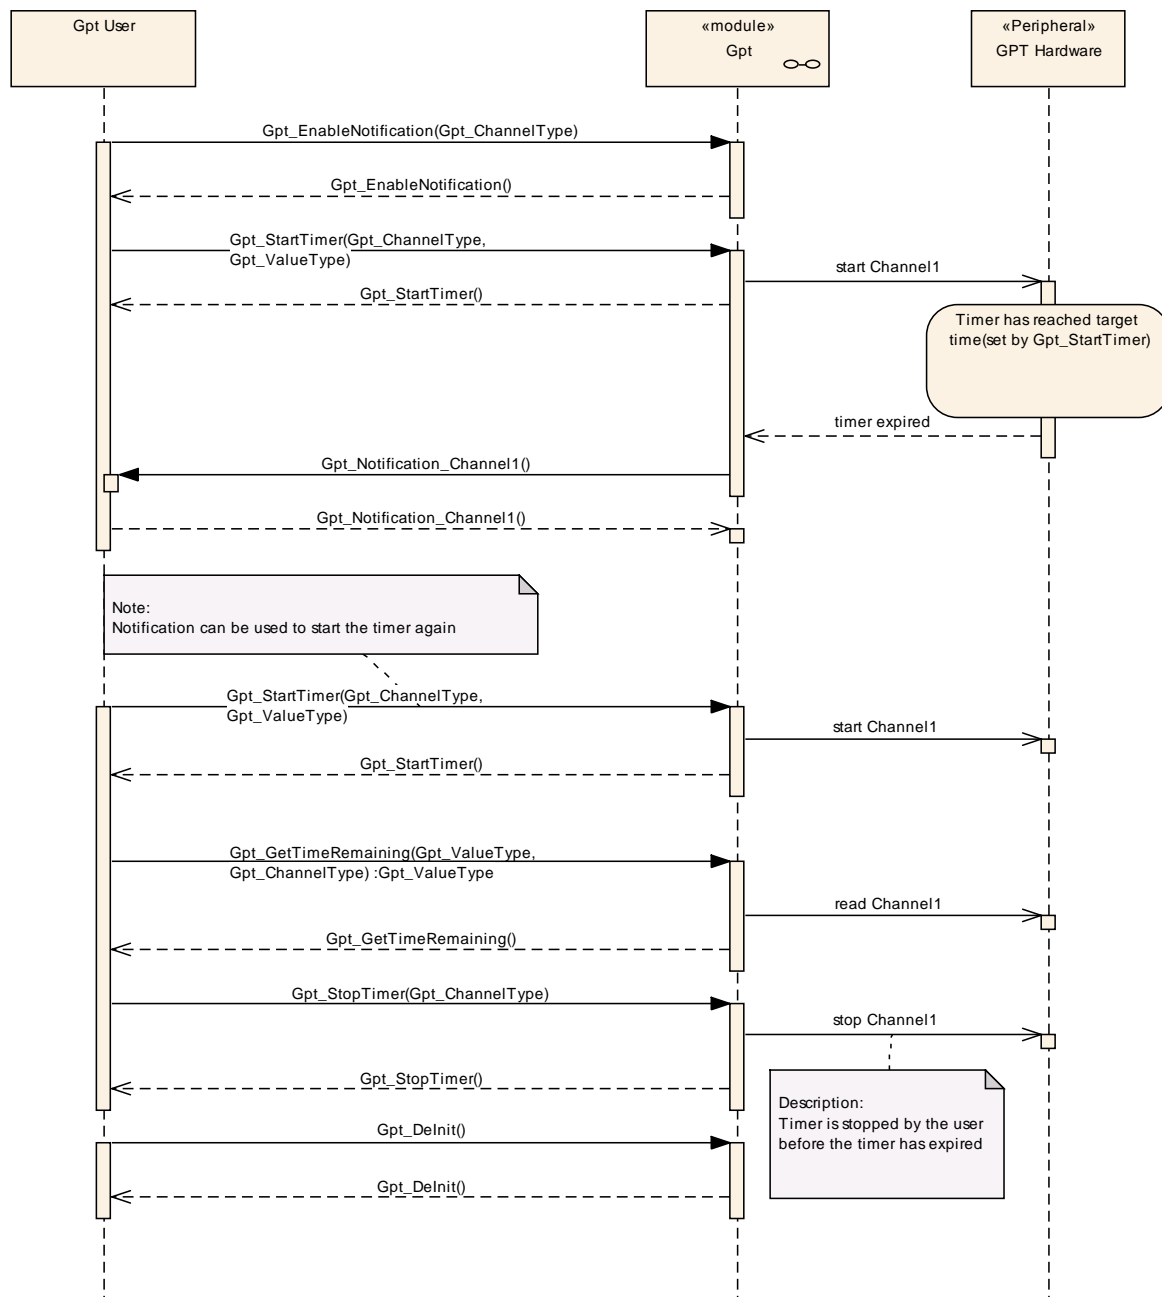 Gpt User
«module»
Gpt
«Peripheral»
GPT Hardware
Gpt_EnableNotification(Gpt_ChannelType)
Gpt_EnableNotification()
Gpt_StartTimer(Gpt_ChannelType,
Gpt_ValueType)
start Channel1
Gpt_StartTimer()
Timer has reached target
time(set by Gpt_StartTimer)
timer expired
Gpt_Notification_Channel1()
Gpt_Notification_Channel1()
Note:
Notification can be used to start the timer again
Gpt_StartTimer(Gpt_ChannelType,
Gpt_ValueType)
start Channel1
Gpt_StartTimer()
Gpt_GetTimeRemaining(Gpt_ValueType,
Gpt_ChannelType) :Gpt_ValueType
read Channel1
Gpt_GetTimeRemaining()
Gpt_StopTimer(Gpt_ChannelType)
stop Channel1
Gpt_StopTimer()
Description:
Timer is stopped by the user
before the timer has expired
Gpt_DeInit()
Gpt_DeInit()